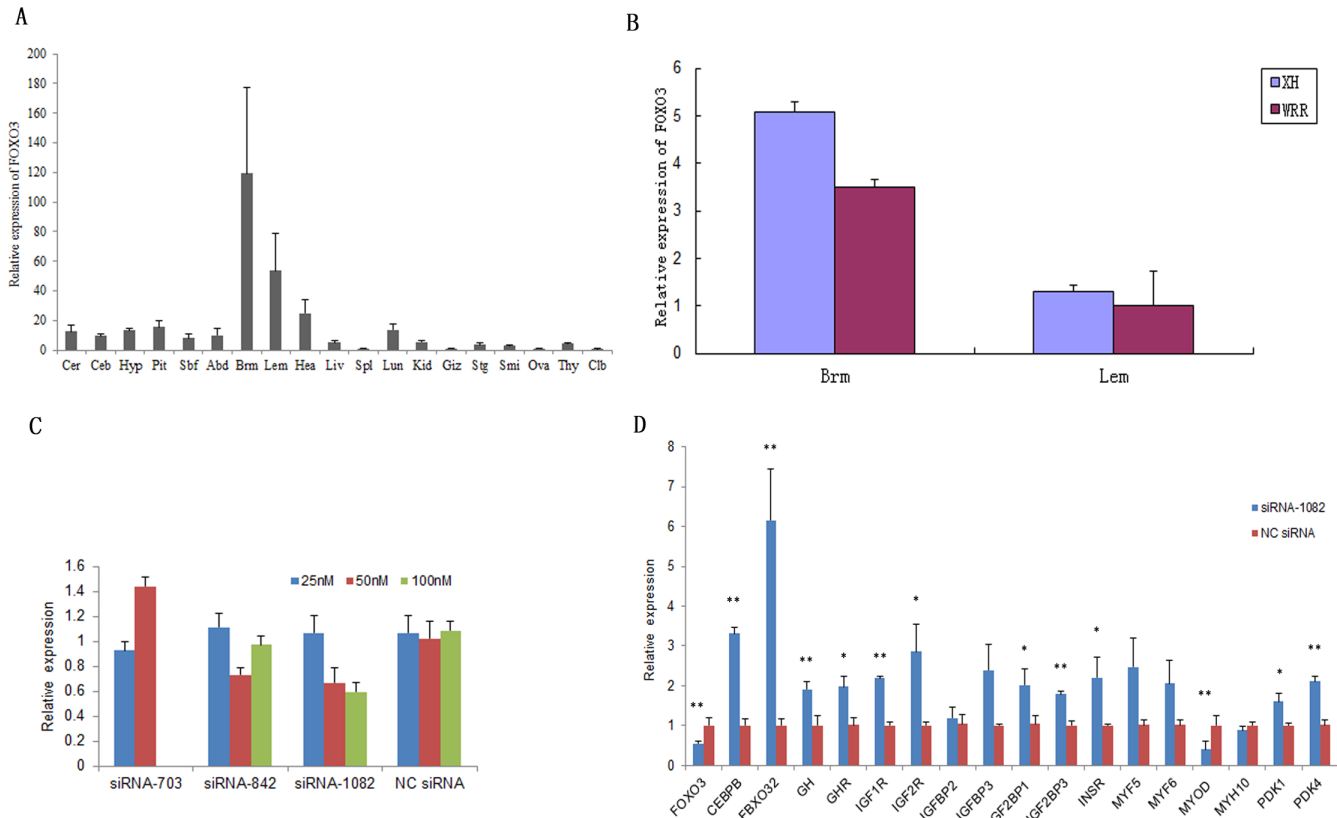 A
Relative expression of FOXO3
200
180
160
140
120
100
80
60
40
20
0
Cer Ceb Hyp Pit Sbf Abd Brm Lem Hea Liv Spl Lun Kid Giz Stg Smi Ova Thy Clb
B
Relative expression of FOXO3
6
5
4
3
2
1
0
XH
WRR
Brm Lem
C
Relative expression
1.6
1.4
1.2
1
0.8
0.6
0.4
0.2
0
25nM 50nM 100nM
siRNA-703 siRNA-842 siRNA-1082 NC siRNA
D
Relative expression
8
7
6
5
4
3
2
1
0
siRNA-1082
NC siRNA
** ** ** ** * ** * * ** * ** * **
FOXO3 CEBPB FBXO32 GH GHR IGF1R IGF2R IGFBP2 IGFBP3 IGF2BP1 IGF2BP3 INSR MYF5 MYF6 MYOD MYH10 PDK1 PDK4